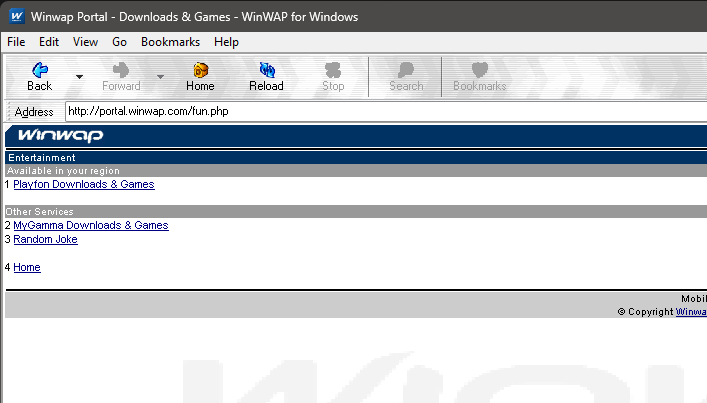 Winwap Portal - Downloads & Games - WinWAP for Windows
File Edit View Go Bookmarks Help
Back Forward Home Reload Stop Search Bookmarks
Address http://portal.winwap.com/fun.php
winwap
Entertainment
Available in your region
1 Playfon Downloads & Games
Other Services
2 MyGamma Downloads & Games
3 Random Joke
4 Home
Mobil
© Copyright Winwa